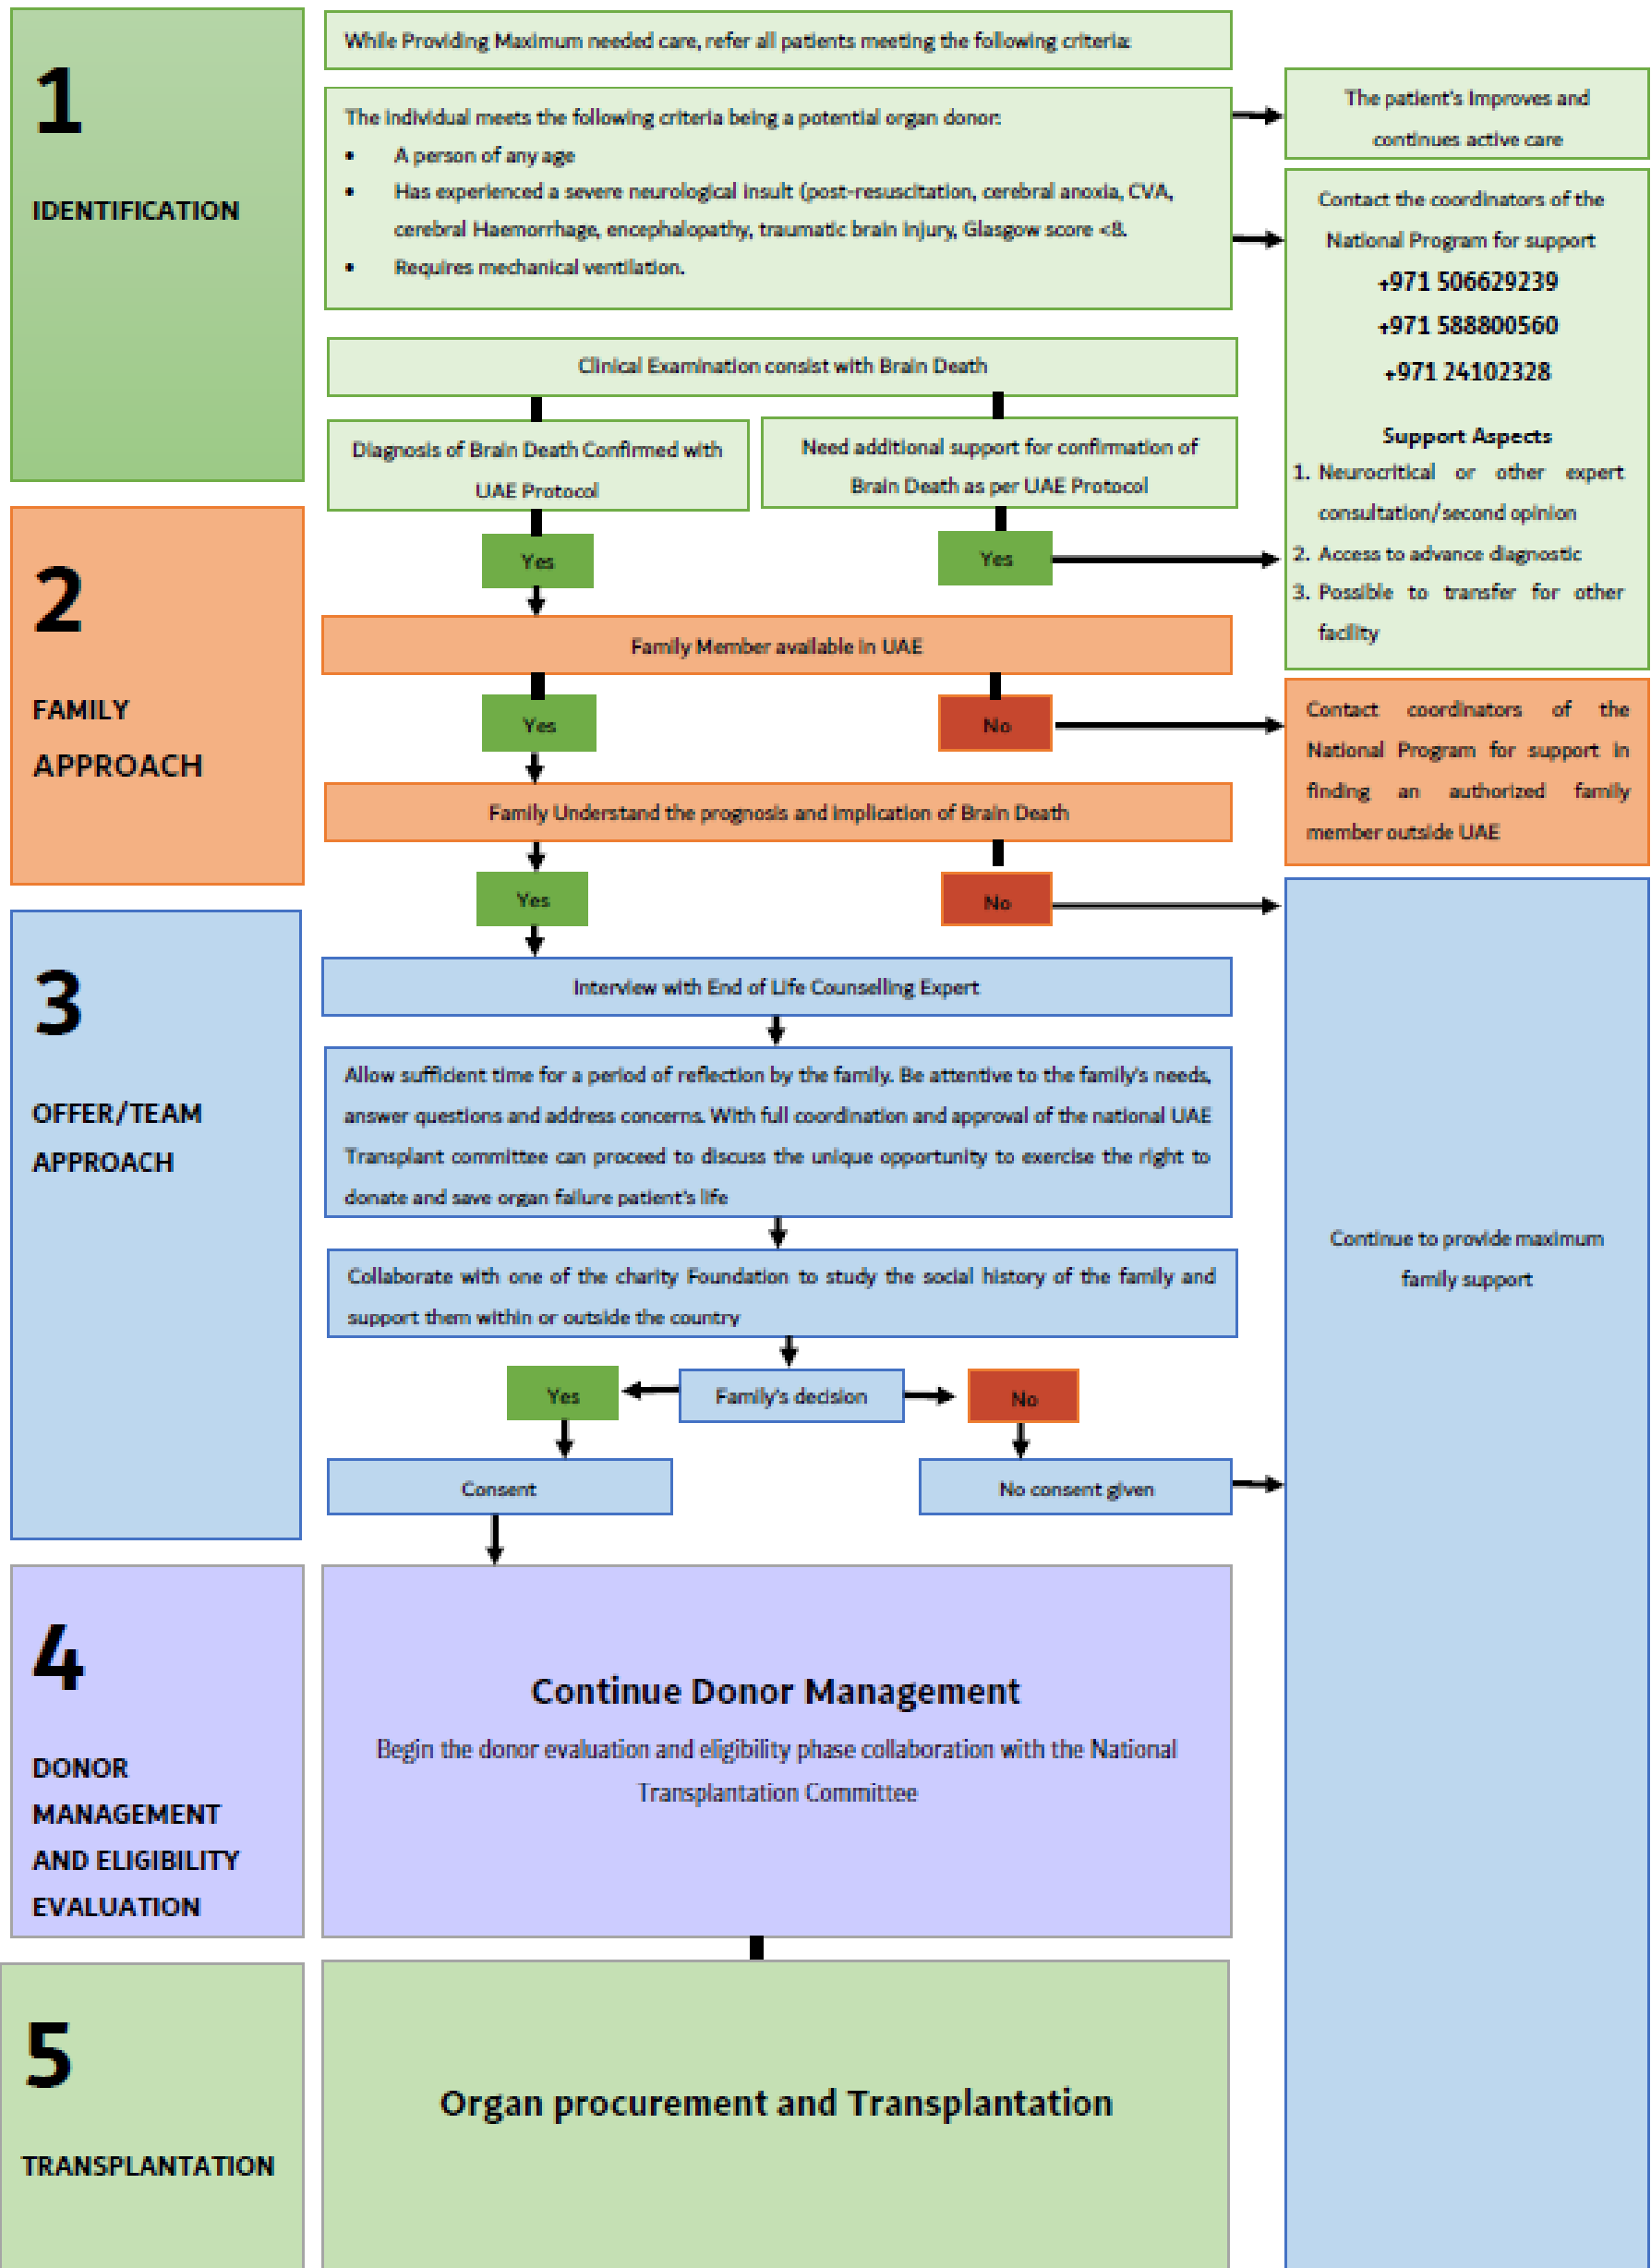 1
IDENTIFICATION
While Providing Maximum needed care, refer all patients meeting the following criteria:
The individual meets the following criteria being a potential organ donor:
• A person of any age
• Has experienced a severe neurological insult (post-resuscitation, cerebral anoxia, CVA,
cerebral Haemorrhage, encephalopathy, traumatic brain injury, Glasgow score <8.
• Requires mechanical ventilation.
The patient's Improves and
continues active care
Contact the coordinators of the
National Program for support
+971 506629239
+971 588800560
+971 24102328
Support Aspects
1. Neurocritical or other expert
consultation/second opinion
2. Access to advance diagnostic
3. Possible to transfer for other
facility
Clinical Examination consist with Brain Death
Diagnosis of Brain Death Confirmed with
UAE Protocol
Need additional support for confirmation of
Brain Death as per UAE Protocol
Yes
Yes
2
FAMILY
APPROACH
Family Member available in UAE
Yes
No
Contact coordinators of the
National Program for support in
finding an authorized family
member outside UAE
Family Understand the prognosis and implication of Brain Death
Yes
No
3
OFFER/TEAM
APPROACH
Interview with End of Life Counselling Expert
Allow sufficient time for a period of reflection by the family. Be attentive to the family's needs,
answer questions and address concerns. With full coordination and approval of the national UAE
Transplant committee can proceed to discuss the unique opportunity to exercise the right to
donate and save organ failure patient's life
Collaborate with one of the charity Foundation to study the social history of the family and
support them within or outside the country
Family's decision
Yes
No
Consent
No consent given
Continue to provide maximum
family support
4
DONOR
MANAGEMENT
AND ELIGIBILITY
EVALUATION
Continue Donor Management
Begin the donor evaluation and eligibility phase collaboration with the National
Transplantation Committee
5
TRANSPLANTATION
Organ procurement and Transplantation